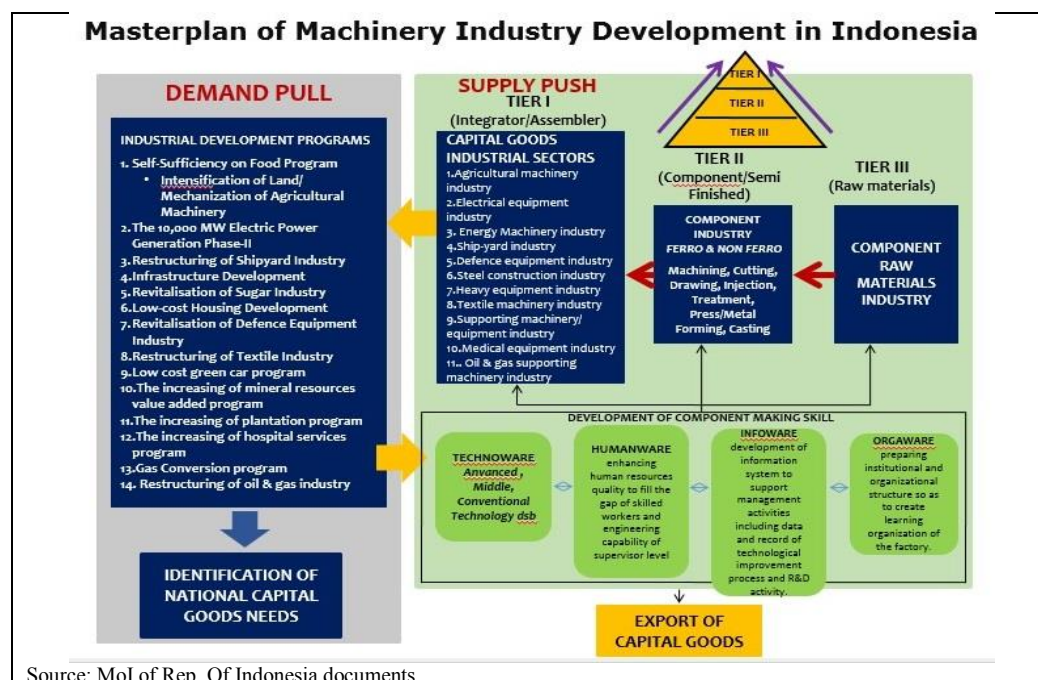 Masterplan of Machinery Industry Development in Indonesia
DEMAND PULL
INDUSTRIAL DEVELOPMENT PROGRAMS
1. Self-Sufficiency on Food Program
• Intensification of Land/
Mechanization of Agricultural
Machinery
2.The 10,000 MW Electric Power
Generation Phase-II
3.Restructuring of Shipyard Industry
4.Infrastructure Development
5.Revitalisation of Sugar Industry
6.Low-cost Housing Development
7.Revitalisation of Defence Equipment
Industry
8.Restructuring of Textile Industry
9.Low cost green car program
10.The increasing of mineral resources
value added program
11.The increasing of plantation program
12.The increasing of hospital services
program
13.Gas Conversion program
14. Restructuring of oil & gas industry
IDENTIFICATION OF
NATIONAL CAPITAL
GOODS NEEDS
SUPPLY PUSH
TIER I
(Integrator/Assembler)
CAPITAL GOODS
INDUSTRIAL SECTORS
1.Agricultural machinery
industry
2.Electrical equipment
industry
3. Energy Machinery industry
4.Ship-yard industry
5.Defence equipment industry
6.Steel construction industry
7.Heavy equipment industry
8.Textile machinery industry
9.Supporting machinery/
equipment industry
10.Medical equipment industry
11.. Oil & gas supporting
machinery industry
TIER I
TIER II
TIER III
TIER II
(Component/Semi
Finished)
COMPONENT
INDUSTRY
FERRO & NON FERRO
Machining, Cutting,
Drawing, Injection,
Treatment,
Press/Metal
Forming, Casting
TIER III
(Raw materials)
COMPONENT
RAW
MATERIALS
INDUSTRY
DEVELOPMENT OF COMPONENT MAKING SKILL
TECHNOWARE
Anvanced ,
Middle,
Conventional
Technology dsb
HUMANWARE
enhancing
human resources
quality to fill the
gap of skilled
workers and
engineering
capability of
supervisor level
INFOWARE
development of
information
system to
support
management
activities
including data
and record of
technological
improvement
process and R&D
activity.
ORGAWARE
preparing
institutional and
organizational
structure so as
to create
learning
organization of
the factory.
EXPORT OF
CAPITAL GOODS
Source: MoI of Rep. Of Indonesia documents